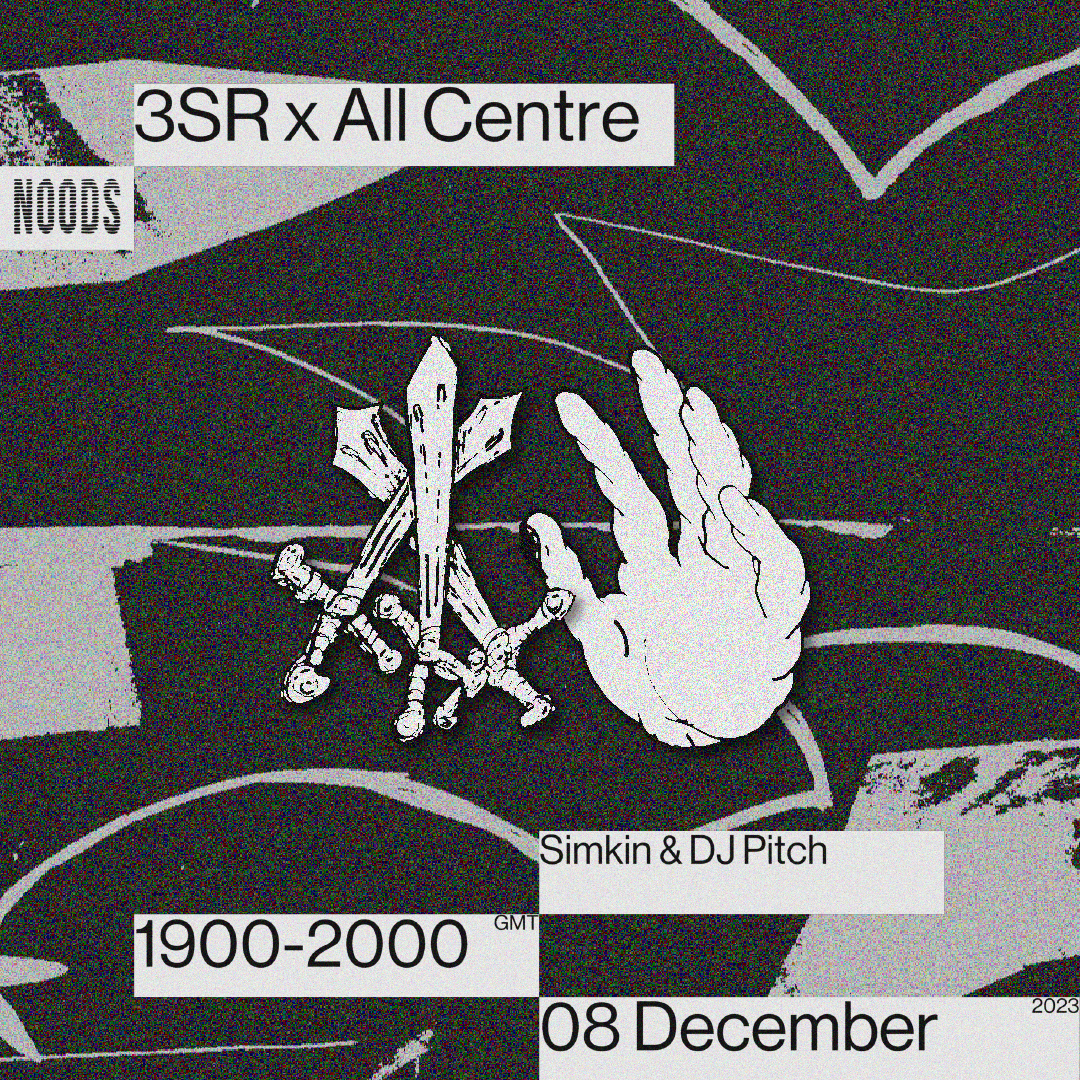 3SR x All Centre
NOODS
Simkin & DJ Pitch
1900-2000 GMT
08 December 2023